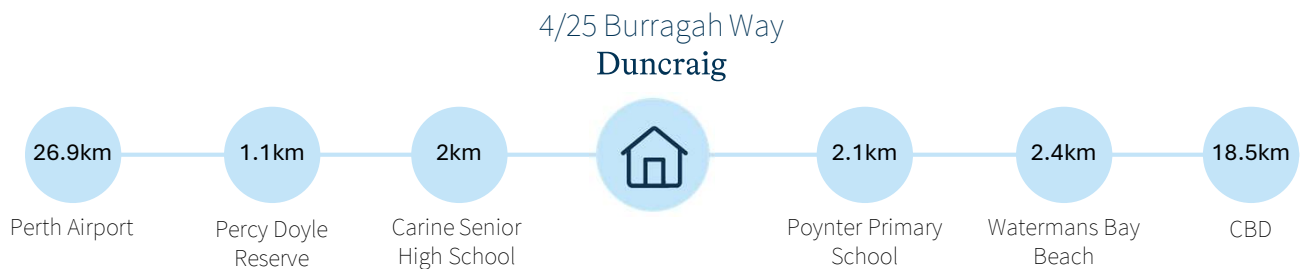 4/25 Burragah Way
Duncraig
26.9km
1.1km
2km
2.1km
2.4km
18.5km
Perth Airport
Percy Doyle
Reserve
Carine Senior
High School
Poynter Primary
School
Watermans Bay
Beach
CBD